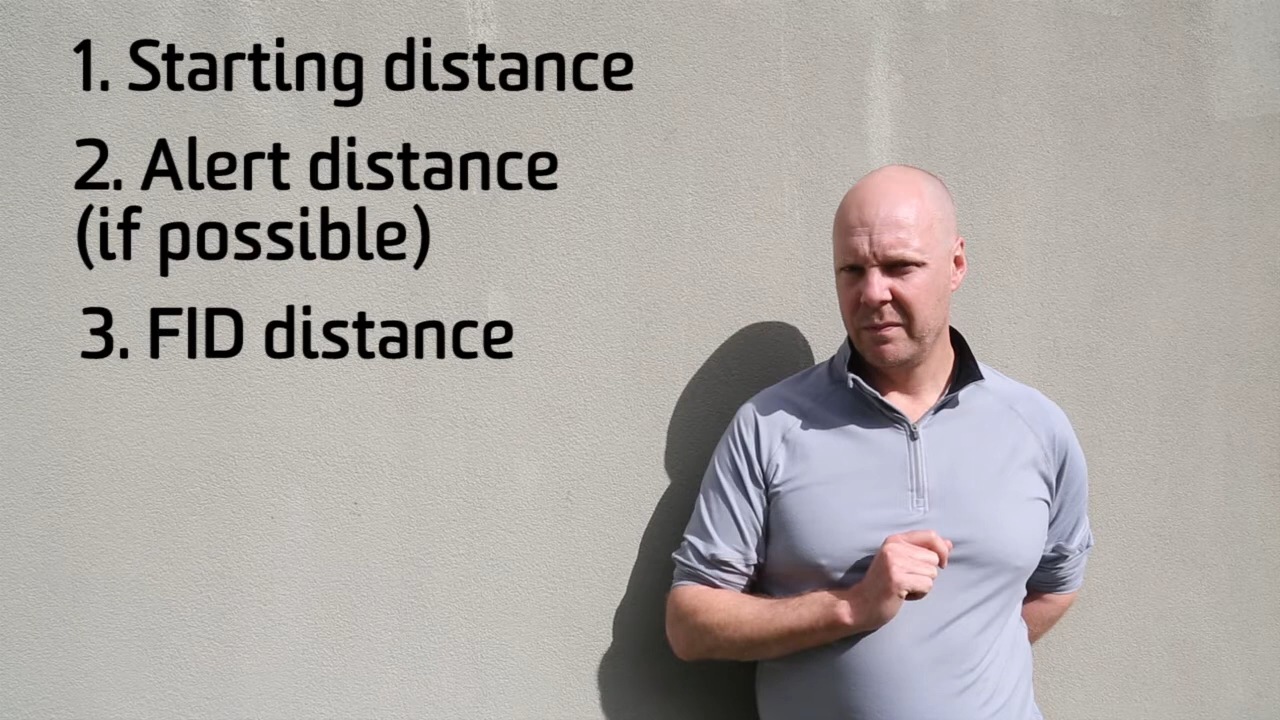 1. Starting distance
2. Alert distance
(if possible)
3. FID distance